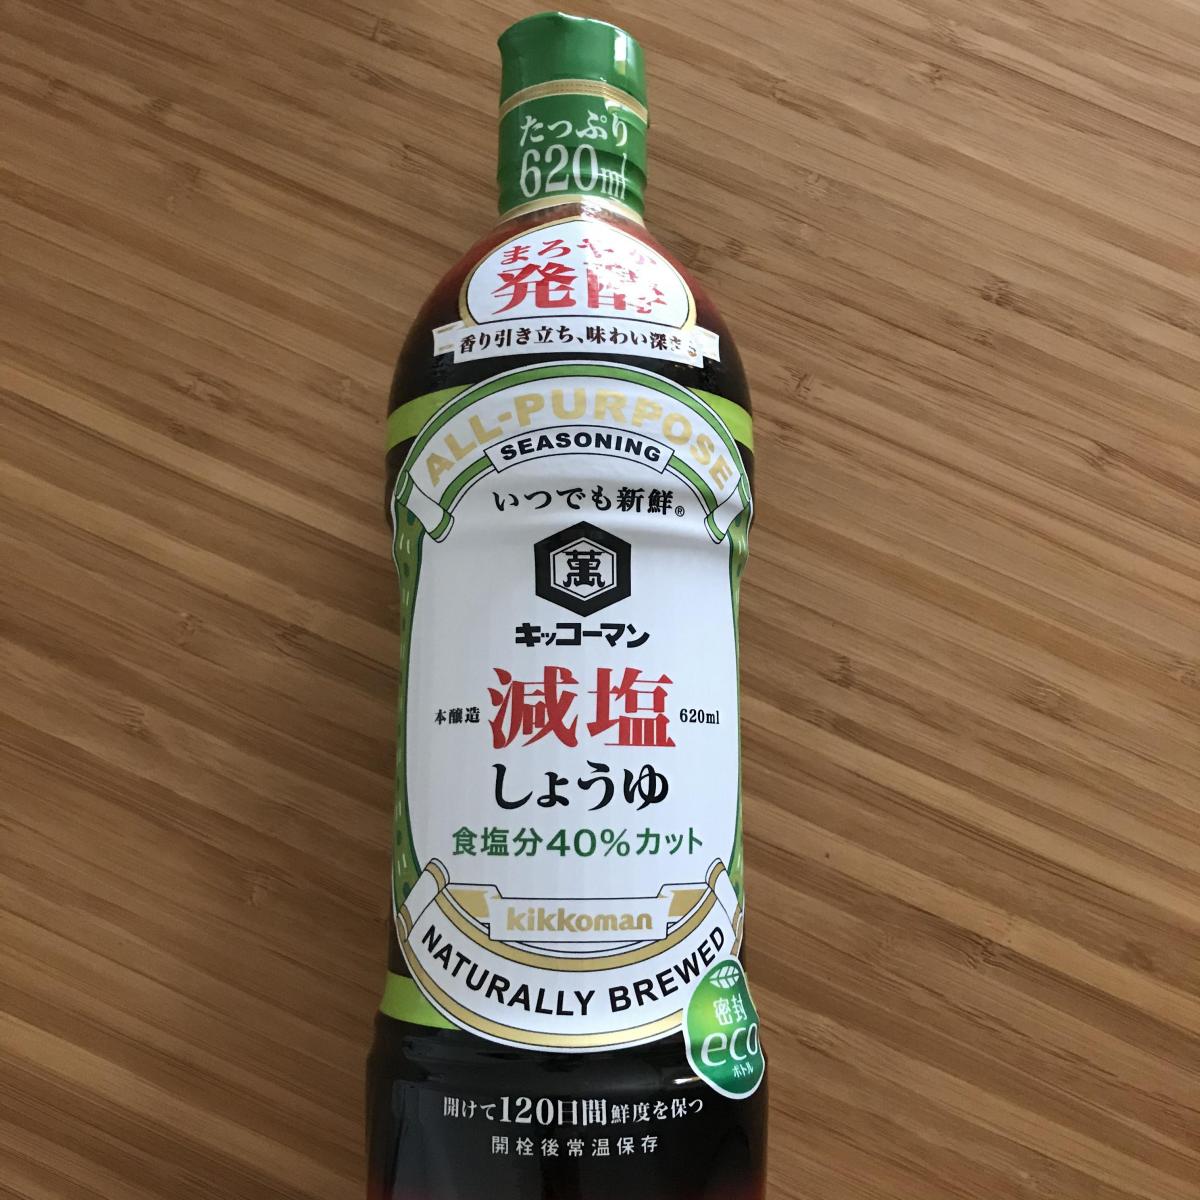 たっぷり
620ml
まろやか
発酵
香り引き立ち、味わい深さ
ALL-PURPOSE
SEASONING
いつでも新鮮®
萬
キッコーマン
本醸造 減塩 620ml
しょうゆ
食塩分40%カット
kikkoman
NATURALLY BREWED
密封
eco
ボトル
開けて120日間鮮度を保つ
開栓後常温保存